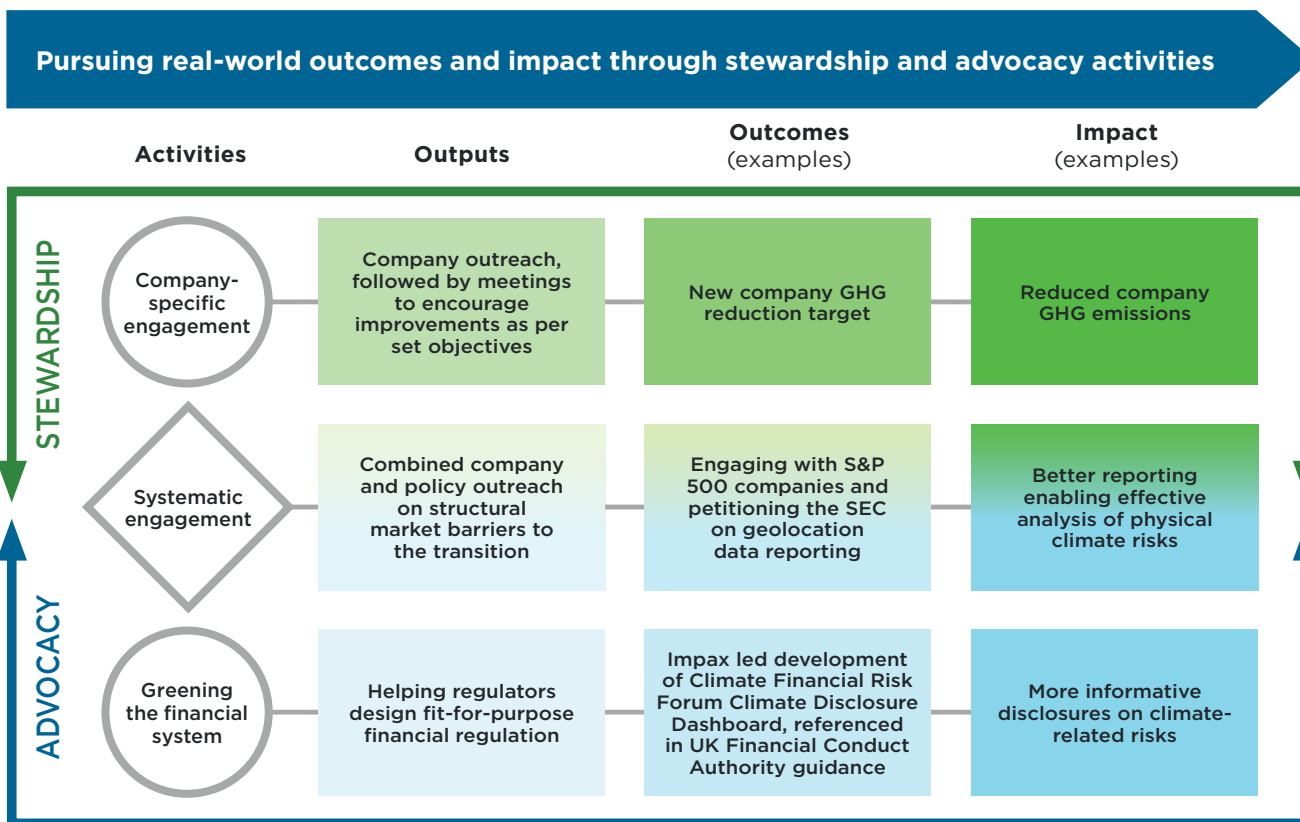 Pursuing real-world outcomes and impact through stewardship and advocacy activities
Activities
Outputs
Outcomes
(examples)
Impact
(examples)
STEWARDSHIP
Company-
specific
engagement
Company outreach,
followed by meetings
to encourage
improvements as per
set objectives
New company GHG
reduction target
Reduced company
GHG emissions
Systematic
engagement
Combined company
and policy outreach
on structural
market barriers to
the transition
Engaging with S&P
500 companies and
petitioning the SEC
on geolocation
data reporting
Better reporting
enabling effective
analysis of physical
climate risks
ADVOCACY
Greening
the financial
system
Helping regulators
design fit-for-purpose
financial regulation
Impax led development
of Climate Financial Risk
Forum Climate Disclosure
Dashboard, referenced
in UK Financial Conduct
Authority guidance
More informative
disclosures on climate-
related risks